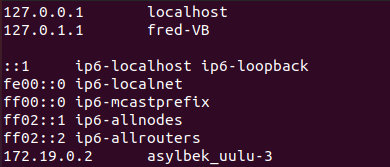 127.0.0.1 localhost
127.0.1.1 fred-VB
::1 ip6-localhost ip6-loopback
fe00::0 ip6-localnet
ff00::0 ip6-mcastprefix
ff02::1 ip6-allnodes
ff02::2 ip6-allrouters
172.19.0.2 asylbek_uulu-3